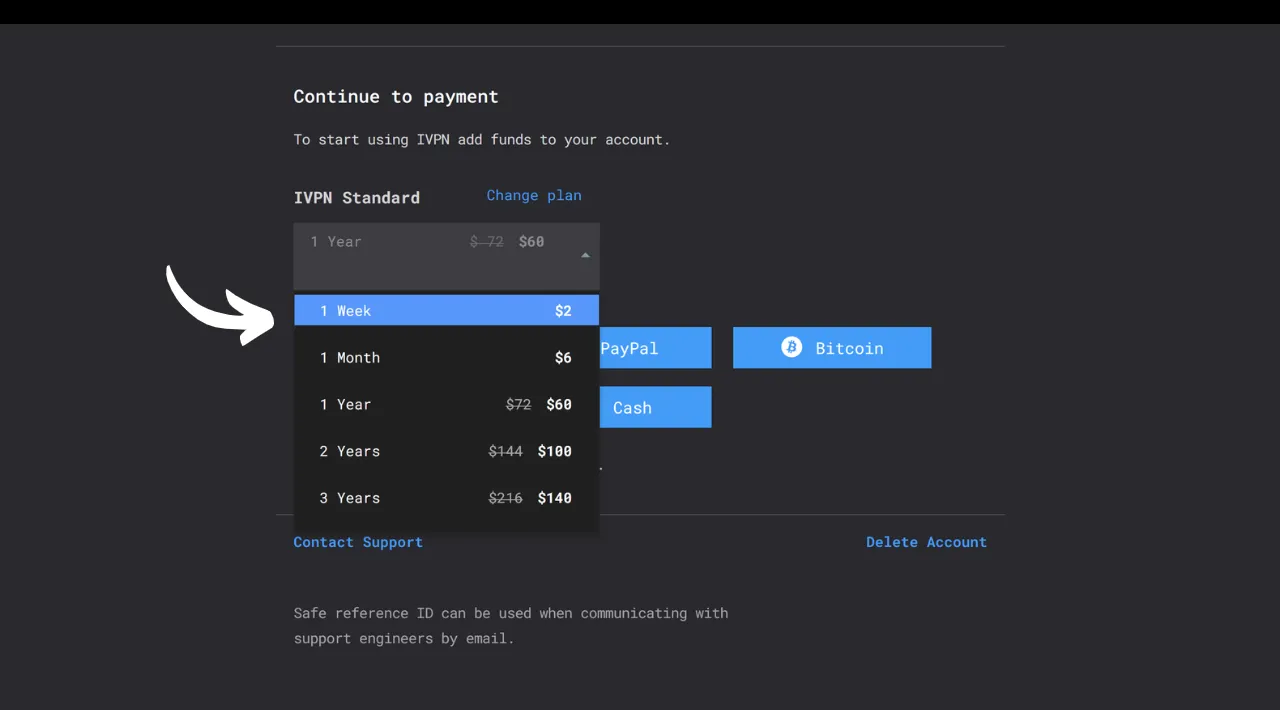 Continue to payment
To start using IVPN add funds to your account.
IVPN Standard Change plan
1 Year $ 72 $60
1 Week $2
1 Month $6
1 Year $72 $60
2 Years $144 $100
3 Years $216 $140
PayPal Bitcoin
Cash
.
Contact Support Delete Account
Safe reference ID can be used when communicating with
support engineers by email.